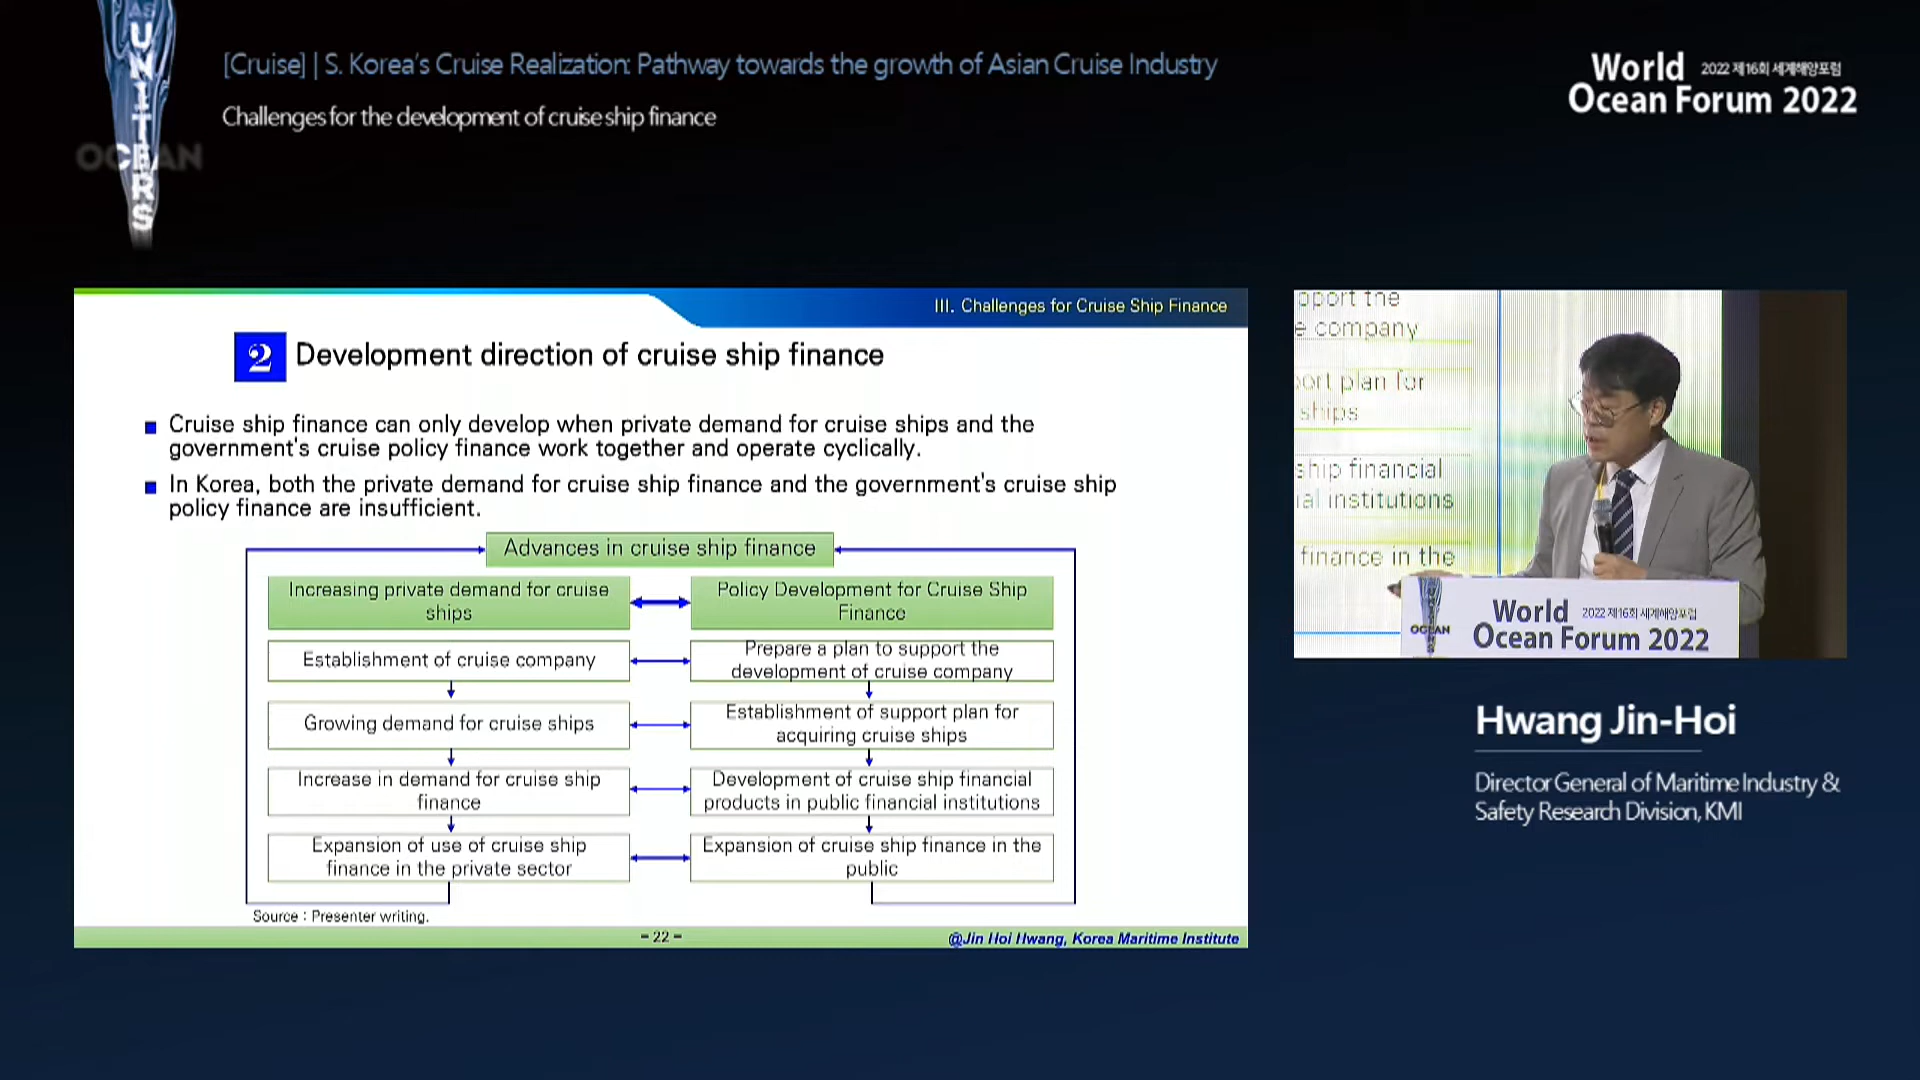 AS
UNITERS
OCEAN
[Cruise] | S. Korea's Cruise Realization: Pathway towards the growth of Asian Cruise Industry
Challenges for the development of cruise ship finance
World 2022 제16회 세계해양포럼
Ocean Forum 2022
III. Challenges for Cruise Ship Finance
2 Development direction of cruise ship finance
■ Cruise ship finance can only develop when private demand for cruise ships and the
government's cruise policy finance work together and operate cyclically.
■ In Korea, both the private demand for cruise ship finance and the government's cruise ship
policy finance are insufficient.
Advances in cruise ship finance
Increasing private demand for cruise
ships
Policy Development for Cruise Ship
Finance
Establishment of cruise company
Prepare a plan to support the
development of cruise company
Growing demand for cruise ships
Establishment of support plan for
acquiring cruise ships
Increase in demand for cruise ship
finance
Development of cruise ship financial
products in public financial institutions
Expansion of use of cruise ship
finance in the private sector
Expansion of cruise ship finance in the
public
Source : Presenter writing.
- 22 -
@Jin Hoi Hwang, Korea Maritime Institute
pport the
e company
ort plan for
ships
ship financial
ial institutions
finance in the
OCEAN
World 2022 제16회 세계해양포럼
Ocean Forum 2022
Hwang Jin-Hoi
Director General of Maritime Industry &
Safety Research Division, KMI